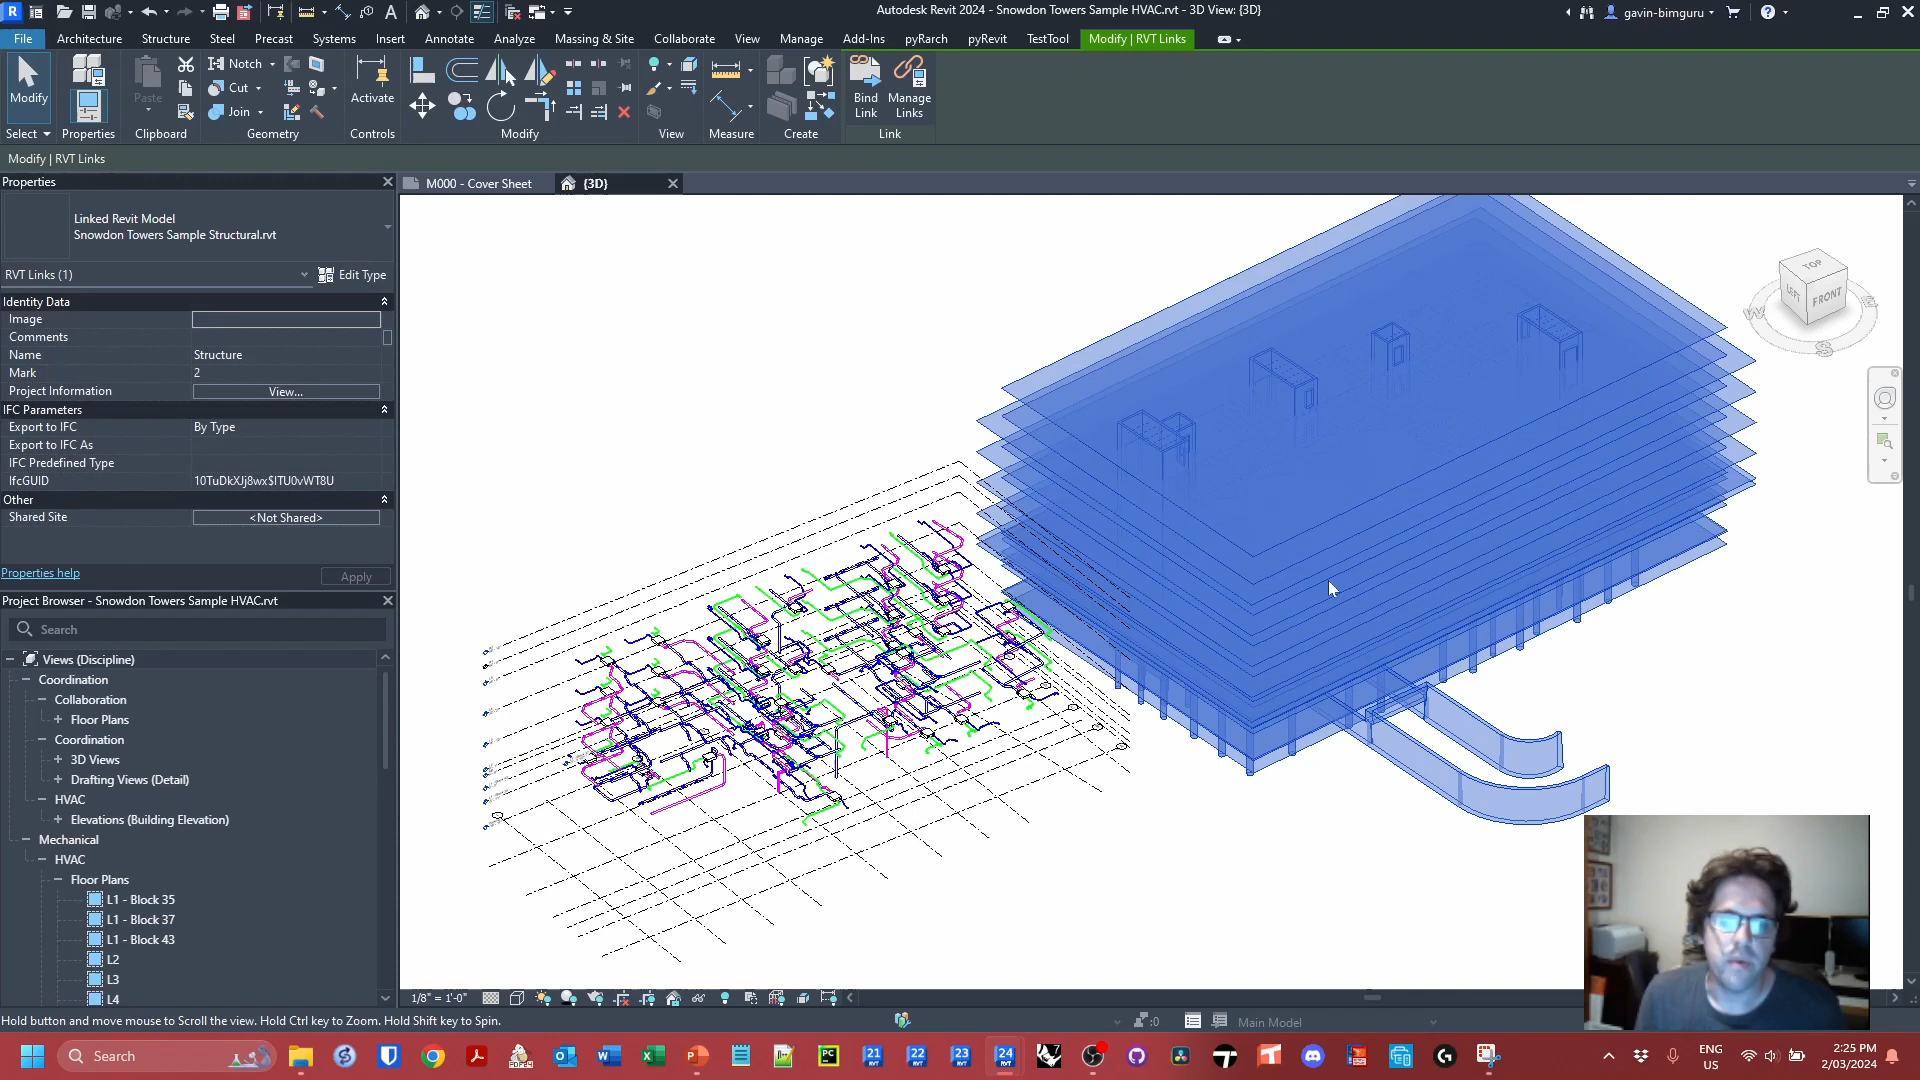 Autodesk Revit 2024 - Snowdon Towers Sample HVAC.rvt - 3D View: {3D}
gavin-bimguru
File
Architecture
Structure
Steel
Precast
Systems
Insert
Annotate
Analyze
Massing & Site
Collaborate
View
Manage
Add-Ins
pyRarch
pyRevit
TestTool
Modify | RVT Links
Modify
Paste
Notch
Cut
Join
Activate
Bind Link
Manage Links
Select
Properties
Clipboard
Geometry
Controls
Modify
View
Measure
Create
Link
Modify | RVT Links
Properties
M000 - Cover Sheet
{3D}
Linked Revit Model
Snowdon Towers Sample Structural.rvt
RVT Links (1)
Edit Type
Identity Data
Image
Comments
Name Structure
Mark 2
Project Information View...
IFC Parameters
Export to IFC By Type
Export to IFC As
IFC Predefined Type
IfcGUID 10TuDkXJj8wx$ITU0vWT8U
Other
Shared Site <Not Shared>
Properties help
Apply
Project Browser - Snowdon Towers Sample HVAC.rvt
Search
Views (Discipline)
Coordination
Collaboration
Floor Plans
Coordination
3D Views
Drafting Views (Detail)
HVAC
Elevations (Building Elevation)
Mechanical
HVAC
Floor Plans
L1 - Block 35
L1 - Block 37
L1 - Block 43
L2
L3
L4
TOP
LEFT
FRONT
W
S
E
1/8" = 1'-0"
Hold button and move mouse to Scroll the view. Hold Ctrl key to Zoom. Hold Shift key to Spin.
:0
Main Model
Search
21 RVT
22 RVT
23 RVT
24 RVT
ENG
US
2:25 PM
2/03/2024